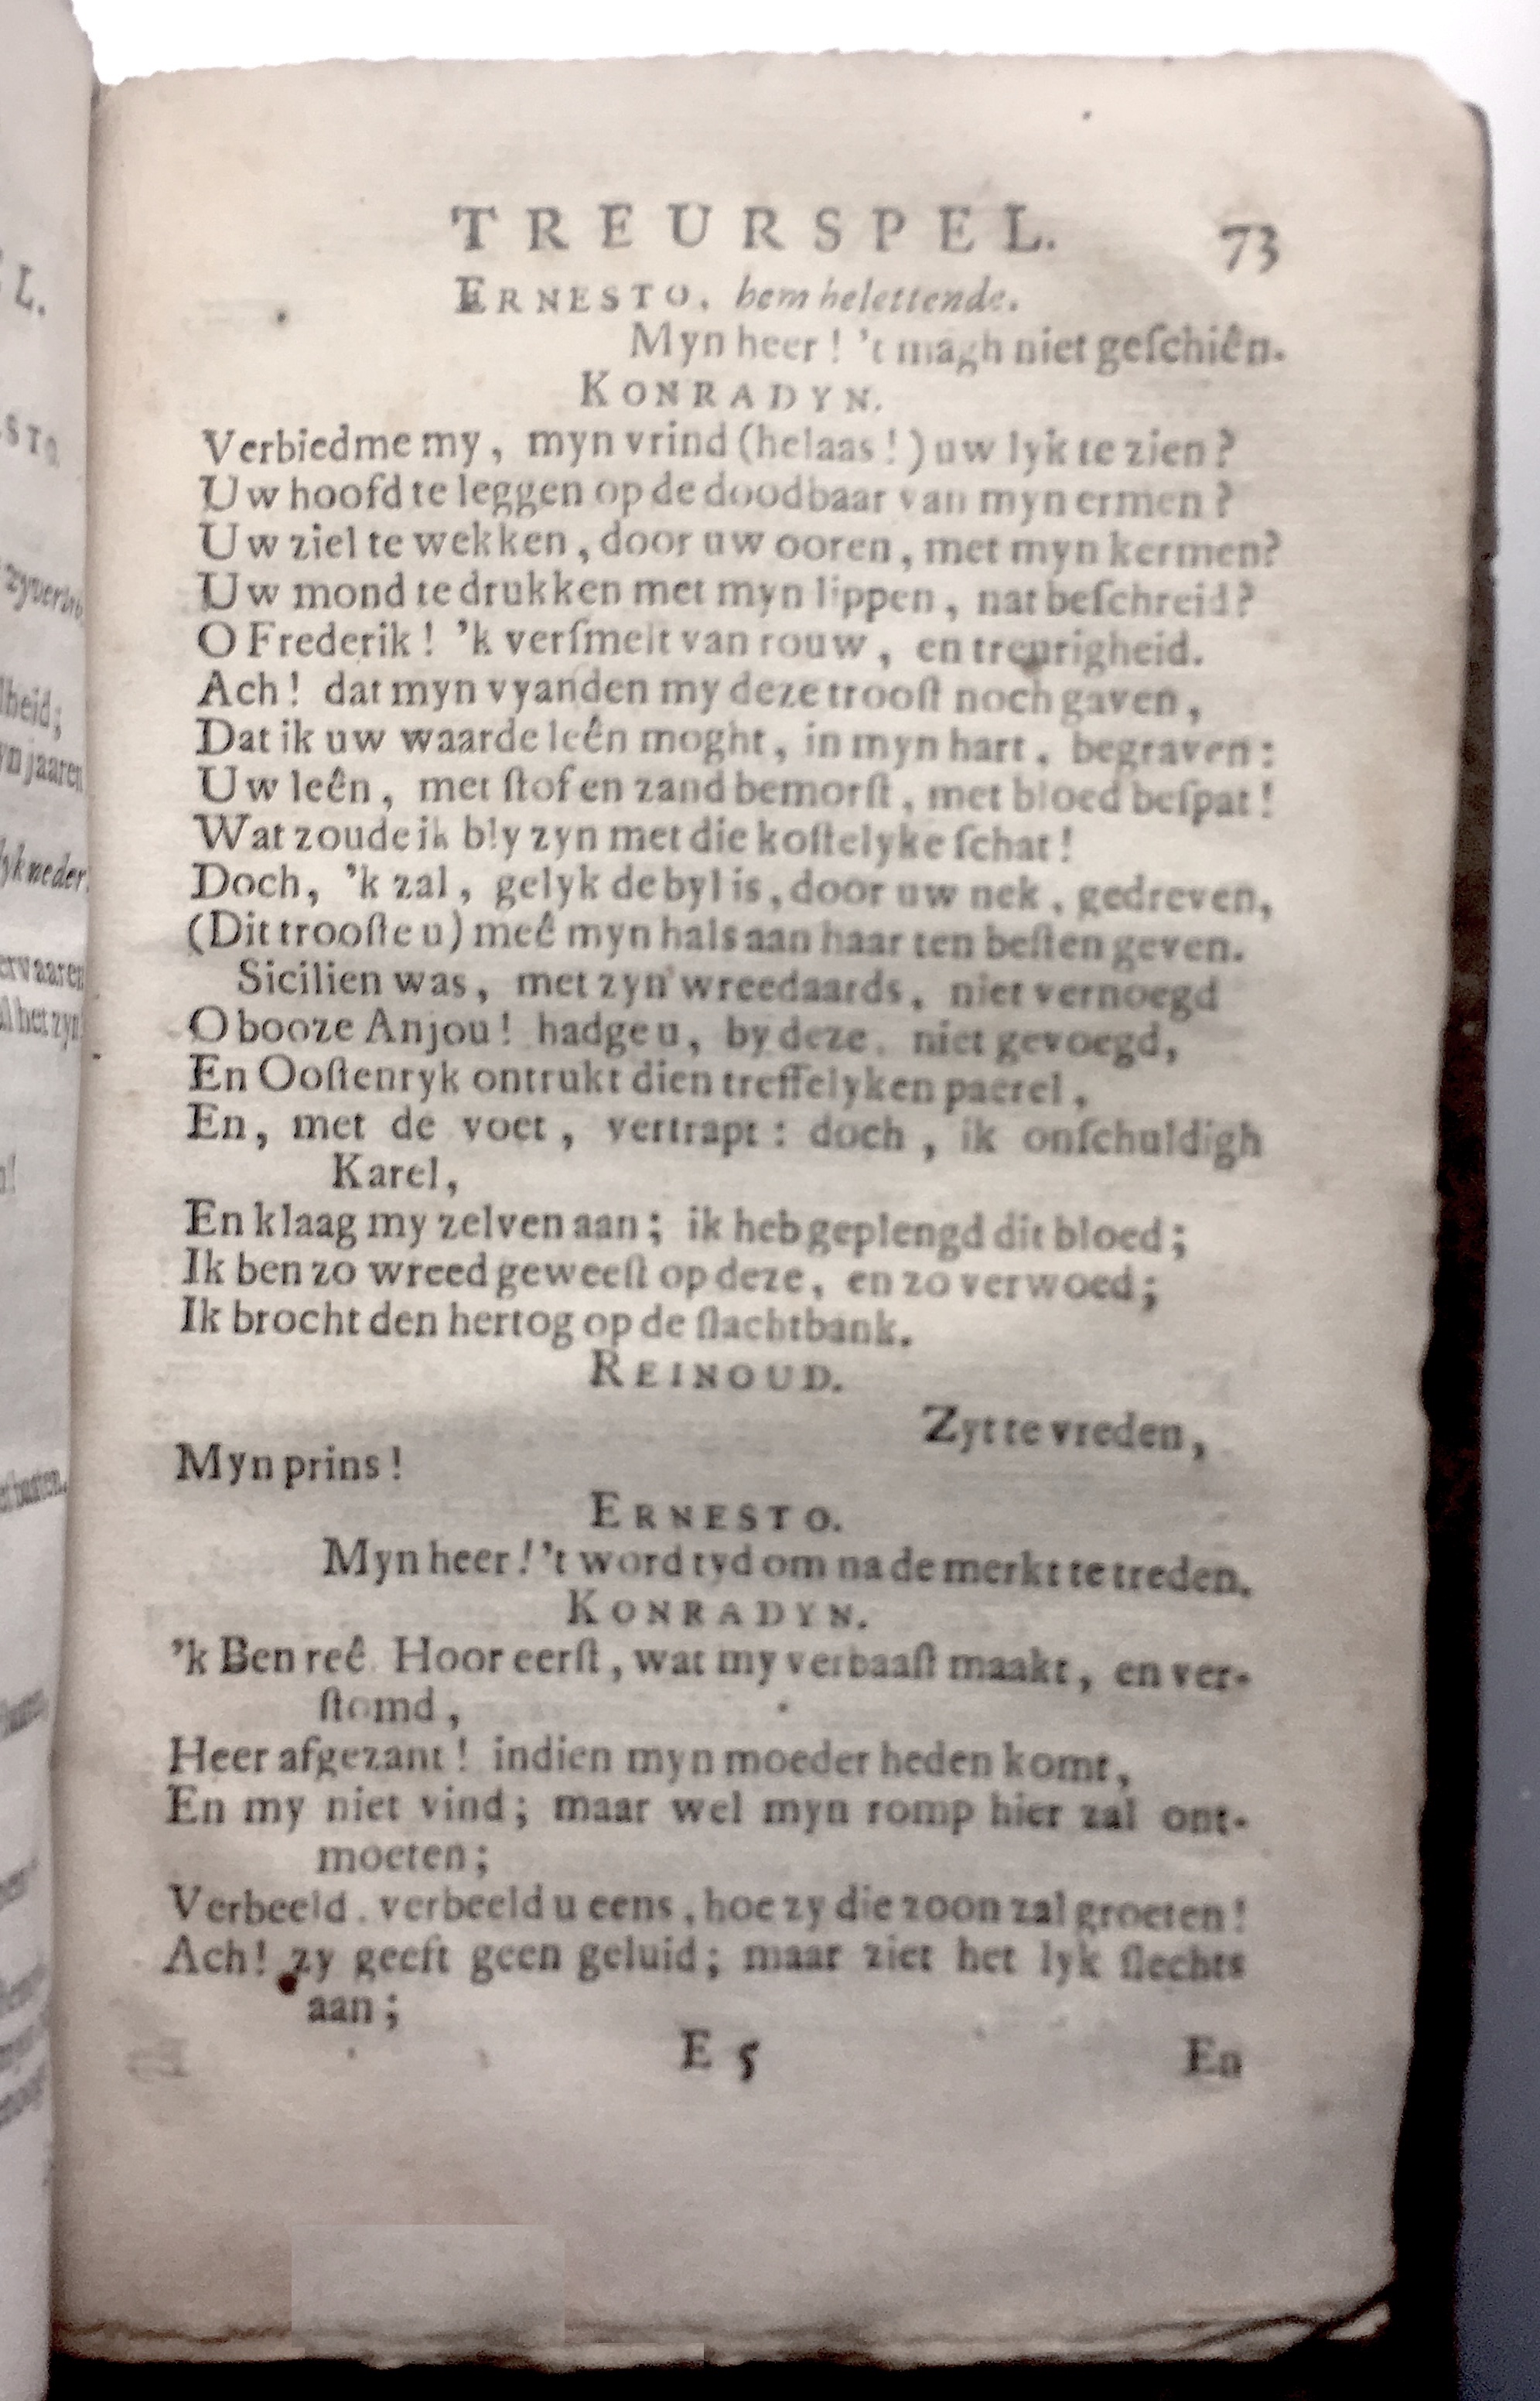 TREURSPEL. 73
ERNESTO, hem belettende.
Myn heer! 't magh niet geſchiên.
KONRADYN.
Verbiedme my, myn vrind (helaas!) uw lyk te zien?
Uw hoofd te leggen op de doodbaar van myn ermen?
Uw ziel te wekken, door uw ooren, met myn kermen?
Uw mond te drukken met myn lippen, nat beſchreid?
O Frederik! 'k verſmelt van rouw, en treurigheid.
Ach! dat myn vyanden my deze trooſt noch gaven,
Dat ik uw waarde leên moght, in myn hart, begraven:
Uw leên, met ſtof en zand bemorſt, met bloed beſpat!
Wat zoude ik bly zyn met die koſtelyke ſchat!
Doch, 'k zal, gelyk de byl is, door uw nek, gedreven,
(Dit trooſte u) meê myn hals aan haar ten beſten geven.
Sicilien was, met zyn wreedaards, niet vernoegd
O booze Anjou! hadge u, by deze, niet gevoegd,
En Ooſtenryk ontrukt dien treffelyken paerel,
En, met de voet, vertrapt: doch, ik onſchuldigh
Karel,
En klaag my zelven aan; ik heb geplengd dit bloed;
Ik ben zo wreed geweeſt op deze, en zo verwoed;
Ik brocht den hertog op de ſlachtbank.
REINOUD.
Zyt te vreden,
Myn prins!
ERNESTO.
Myn heer! 't word tyd om na de merkt te treden.
KONRADYN.
'k Ben reê. Hoor eerſt, wat my verbaaſt maakt, en ver-
ſtomd,
Heer afgezant! indien myn moeder heden komt,
En my niet vind; maar wel myn romp hier zal ont-
moeten;
Verbeeld, verbeeld u eens, hoe zy die zoon zal groeten!
Ach! zy geeft geen geluid; maar ziet het lyk ſlechts
aan;
E 5 En